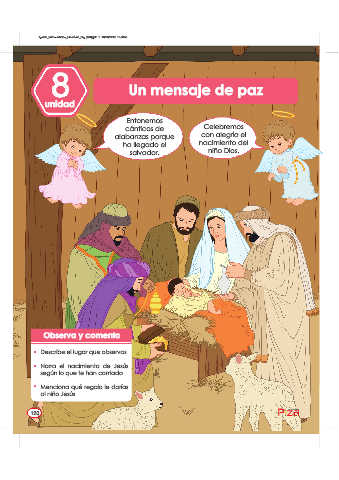 8
unidad
Un mensaje de paz
Entonemos
cánticos de
alabanzas porque
ha llegado el
salvador.
Celebremos
con alegría el
nacimiento del
niño Dios.
Observa y comenta
• Describe el lugar que observas
• Narra el nacimiento de Jesús
según lo que te han contado
• Menciona qué regalo le darías
al niño Jesús
120